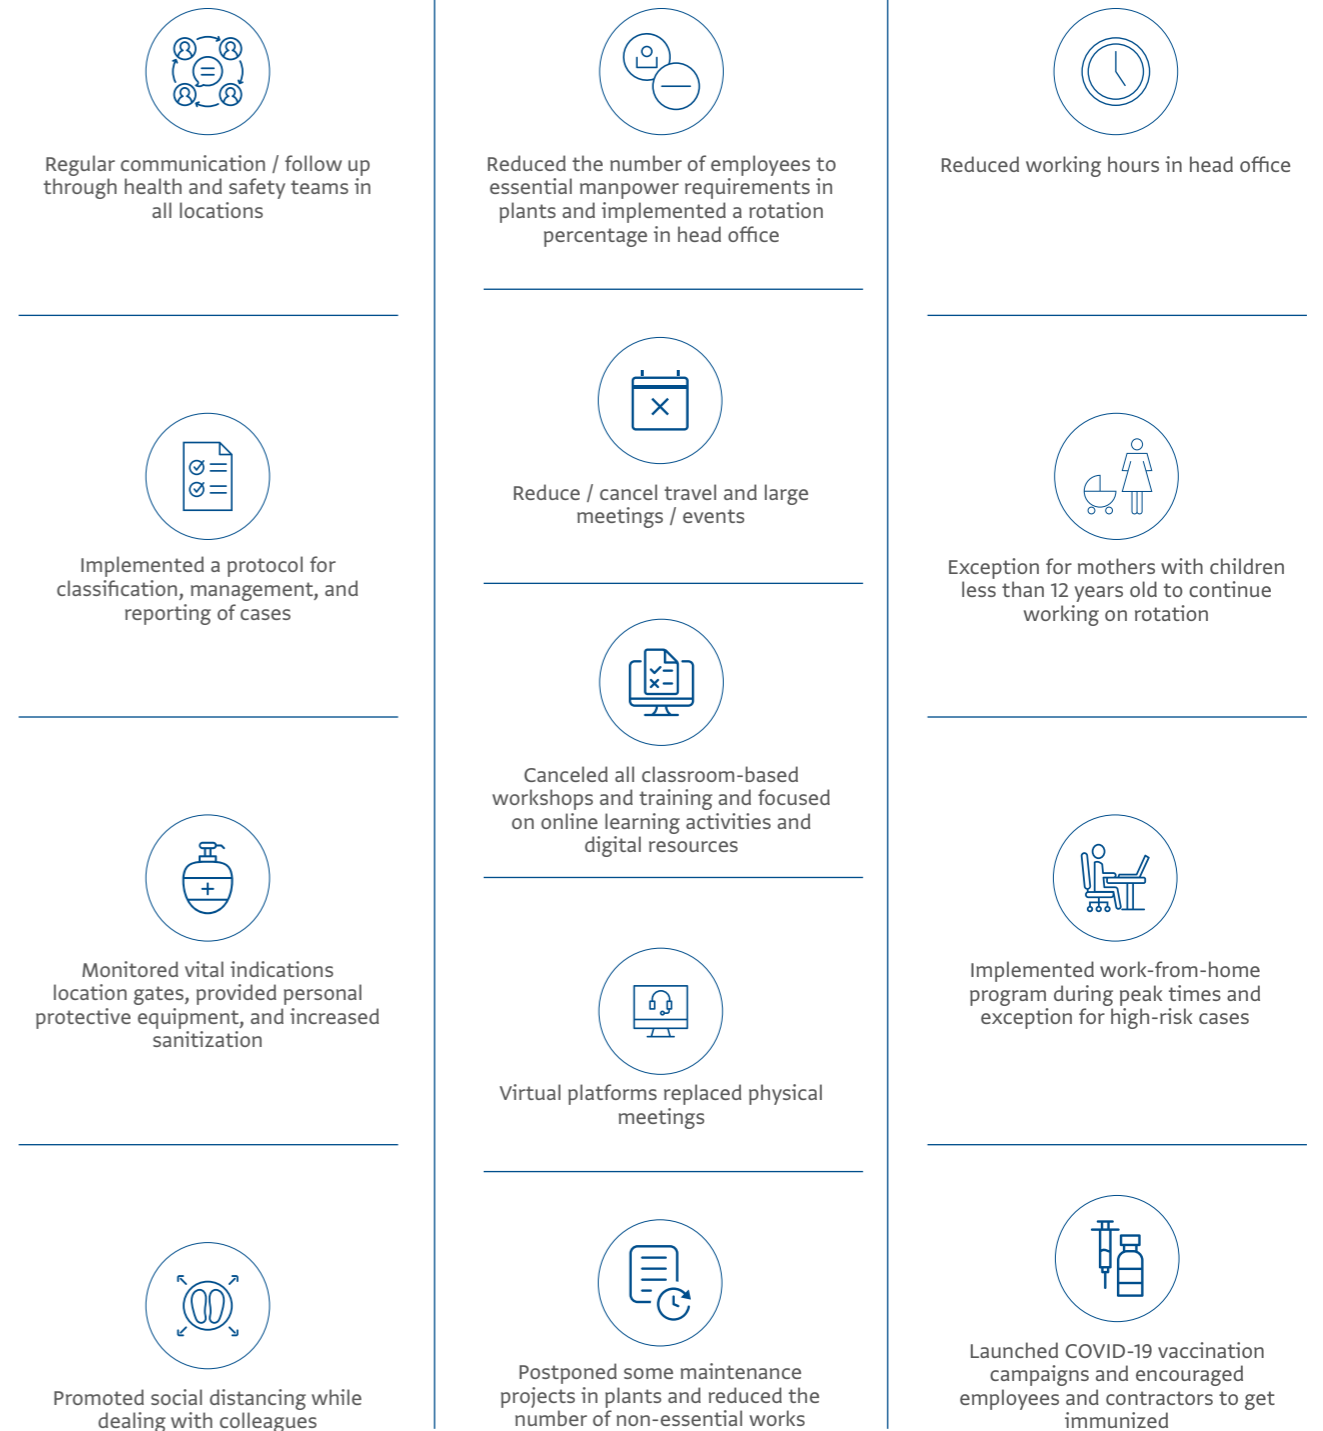 Regular communication / follow up
through health and safety teams in
all locations
Implemented a protocol for
classification, management, and
reporting of cases
Monitored vital indications
location gates, provided personal
protective equipment, and increased
sanitization
Promoted social distancing while
dealing with colleagues
Reduced the number of employees to
essential manpower requirements in
plants and implemented a rotation
percentage in head office
Reduce / cancel travel and large
meetings / events
Canceled all classroom-based
workshops and training and focused
on online learning activities and
digital resources
Virtual platforms replaced physical
meetings
Postponed some maintenance
projects in plants and reduced the
number of non-essential works
Reduced working hours in head office
Exception for mothers with children
less than 12 years old to continue
working on rotation
Implemented work-from-home
program during peak times and
exception for high-risk cases
Launched COVID-19 vaccination
campaigns and encouraged
employees and contractors to get
immunized